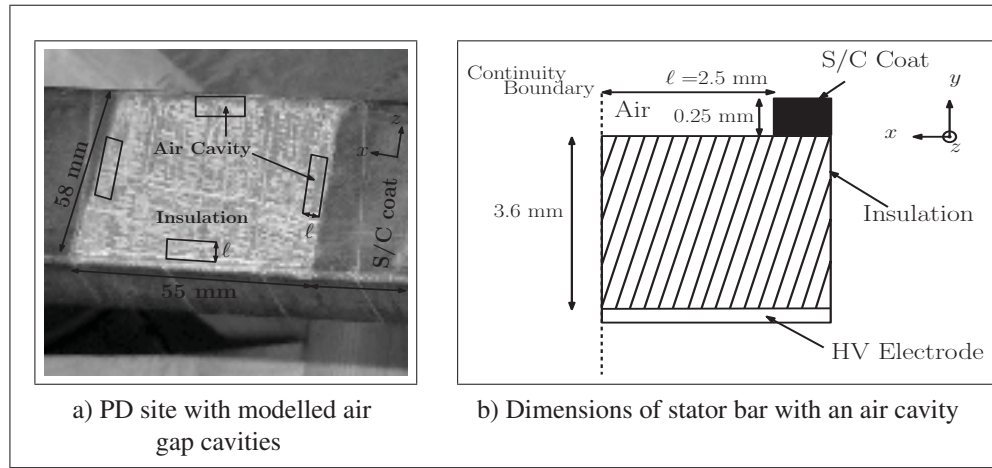 58 mm
Air Cavity
z
x
Insulation
ℓ
ℓ
S/C coat
55 mm
a) PD site with modelled air
gap cavities
Continuity
Boundary
ℓ =2.5 mm
S/C Coat
Air
0.25 mm
y
x
z
3.6 mm
Insulation
HV Electrode
b) Dimensions of stator bar with an air cavity